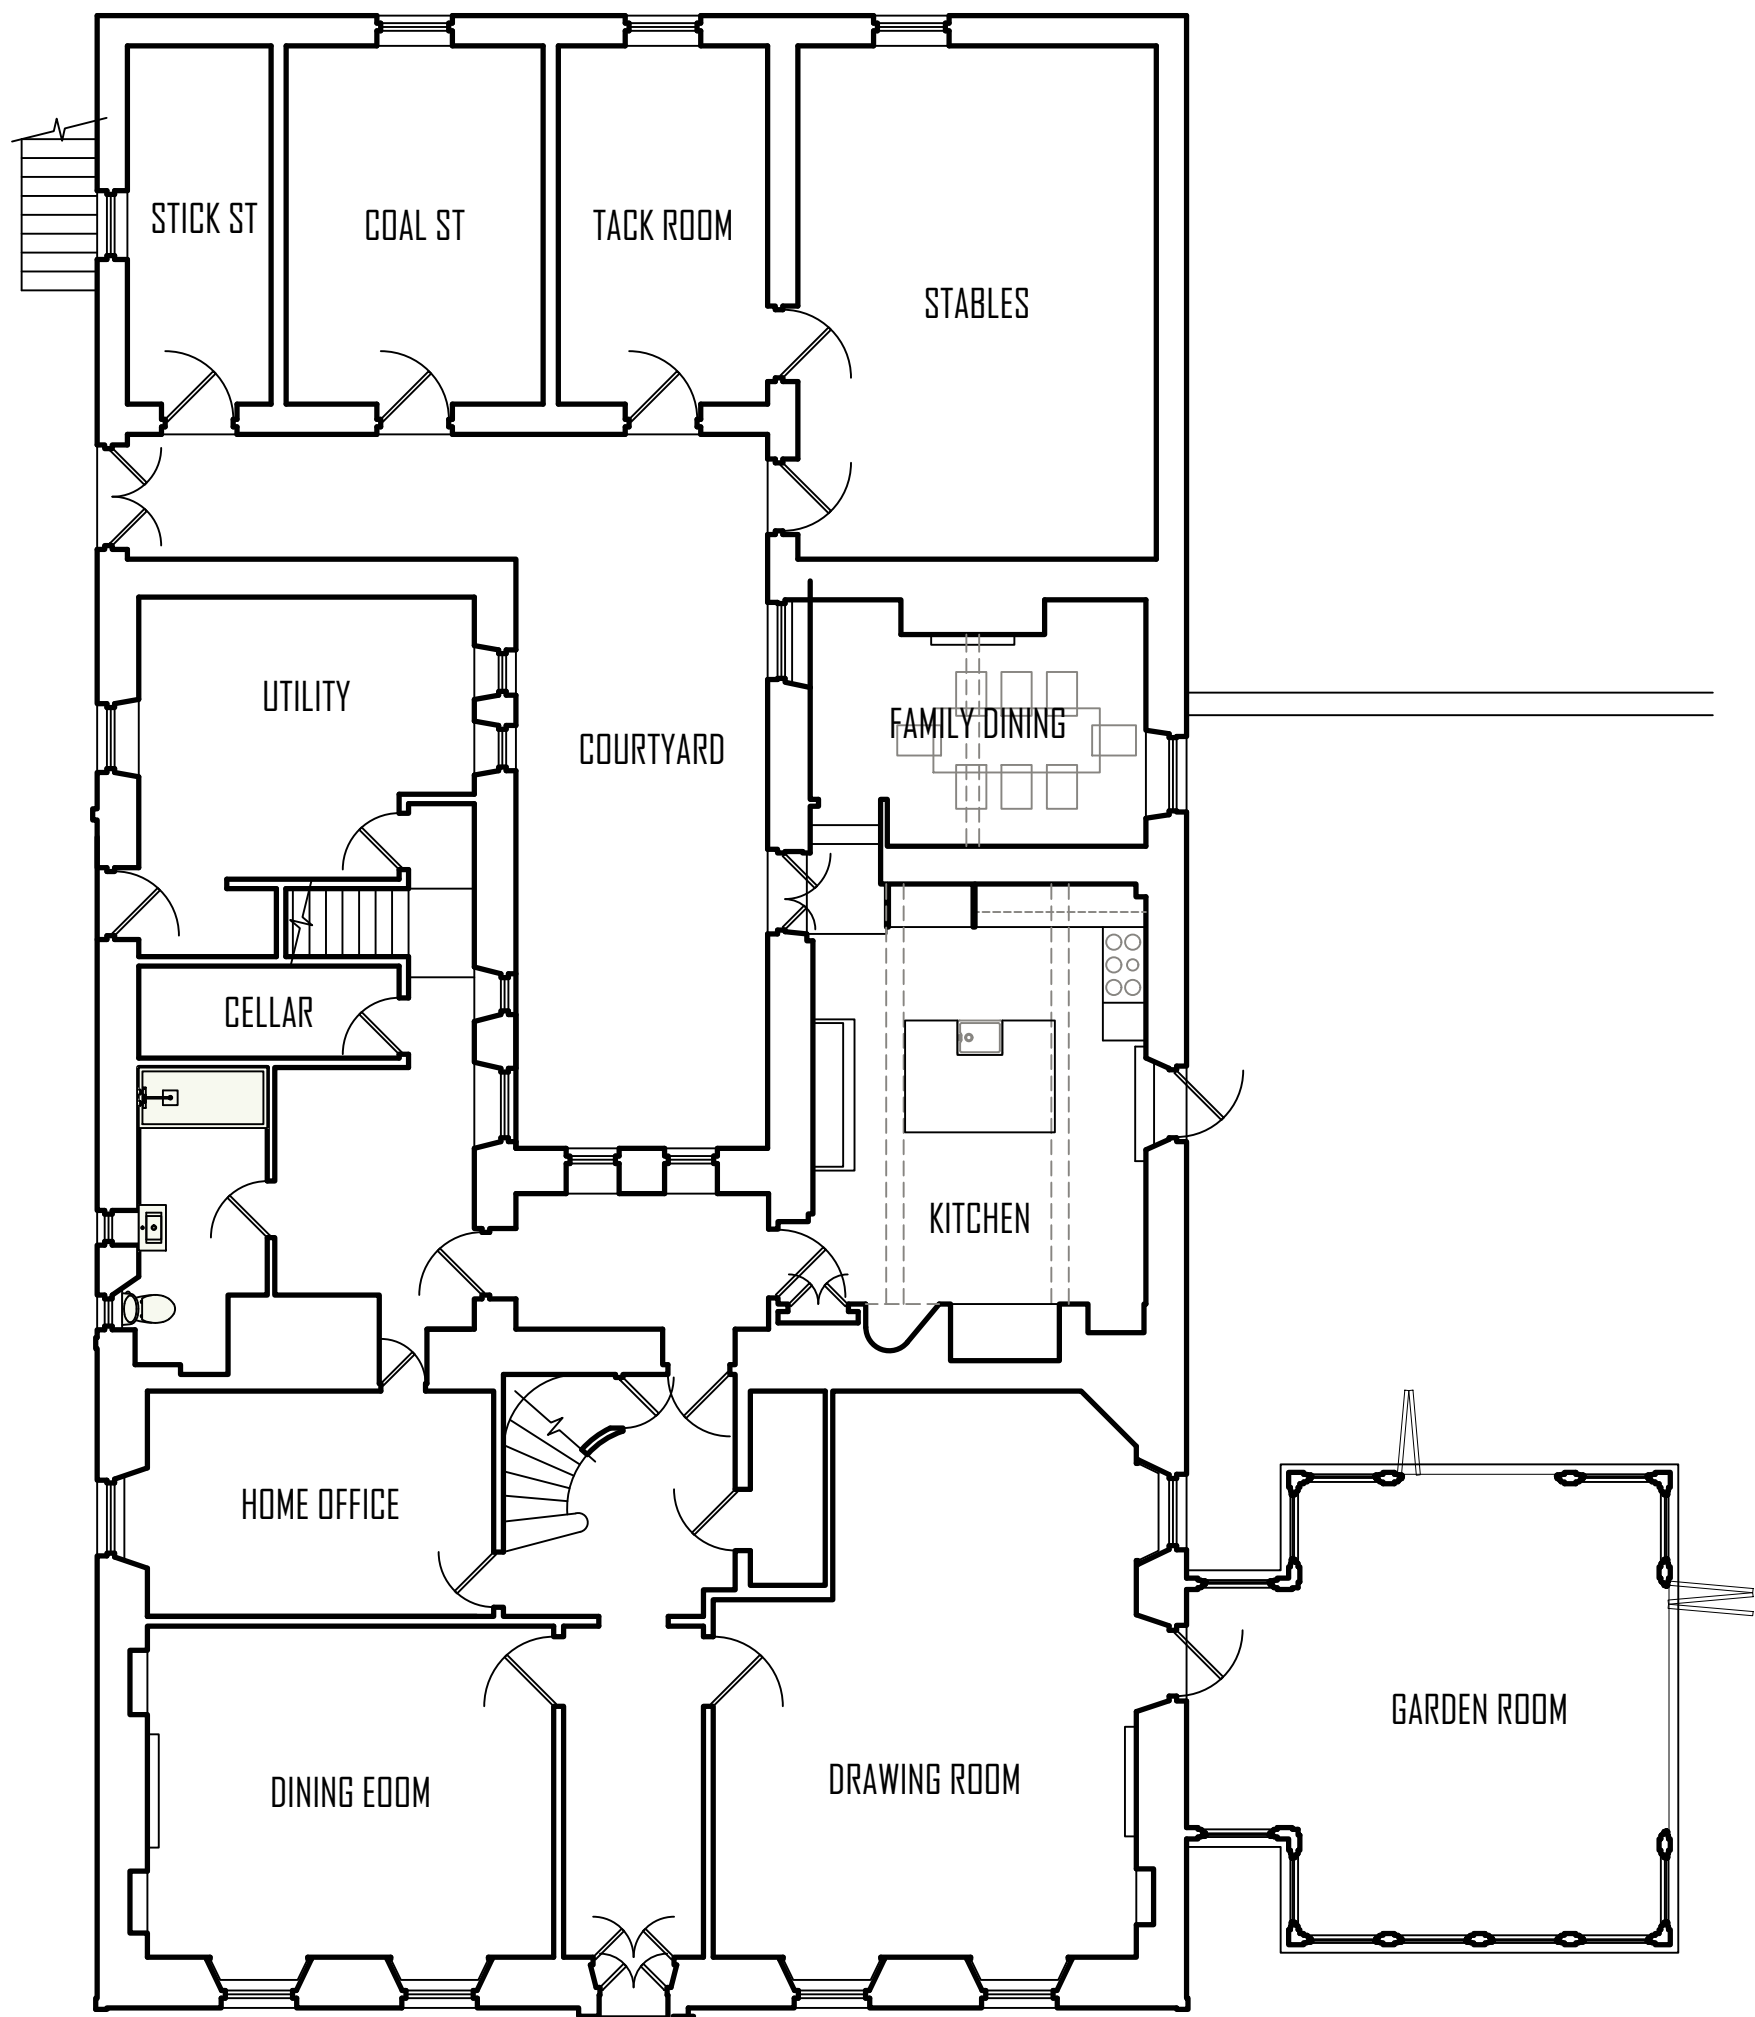 STICK ST
COAL ST
TACK ROOM
STABLES
UTILITY
COURTYARD
FAMILY DINING
CELLAR
KITCHEN
HOME OFFICE
DINING EOOM
DRAWING ROOM
GARDEN ROOM